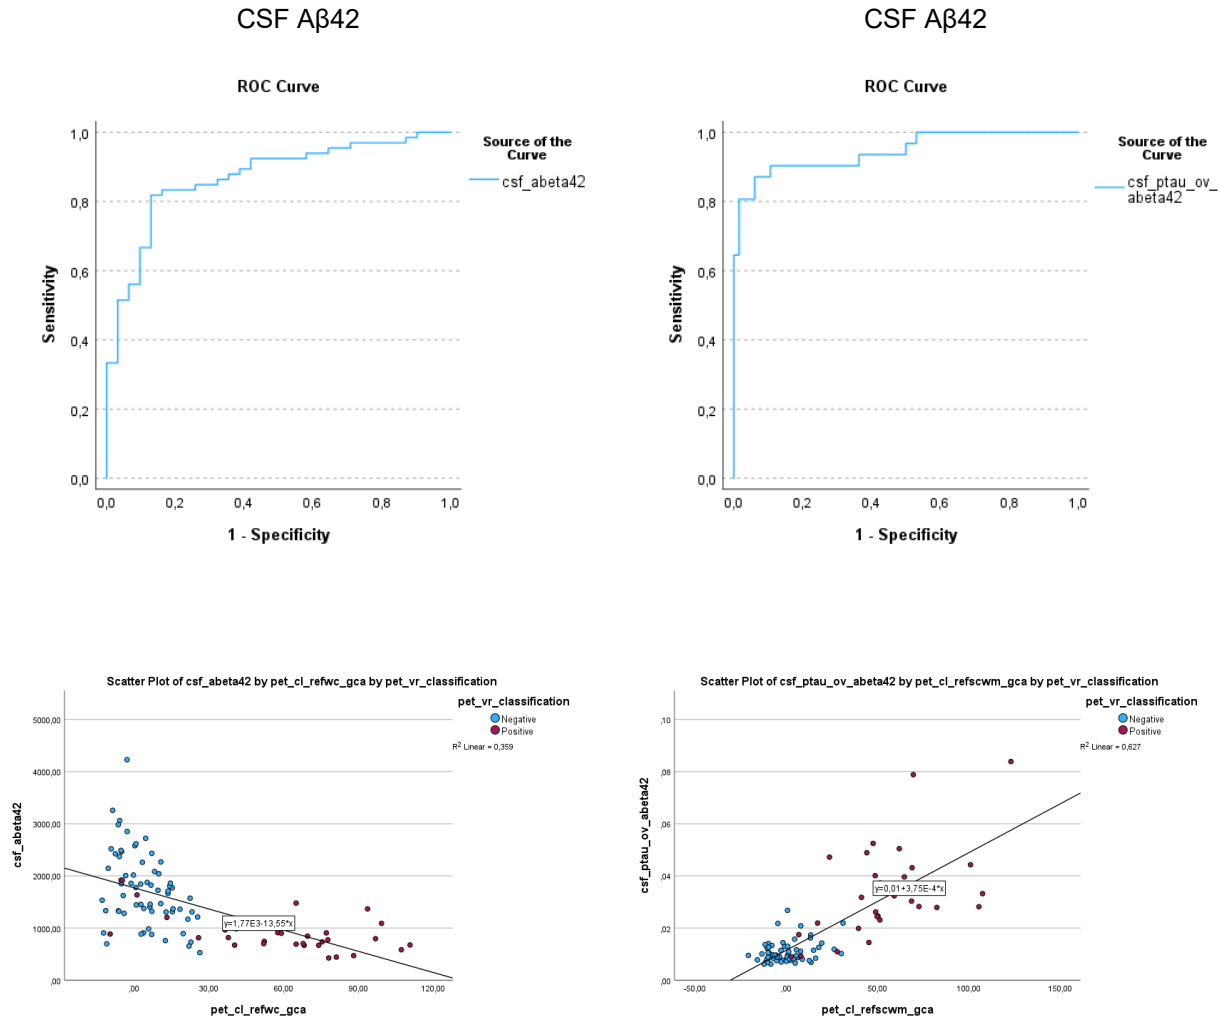 CSF Aβ42
CSF Aβ42
ROC Curve
Source of the
Curve
csf_abeta42
1,0
0,8
0,6
0,4
0,2
0,0
Sensitivity
0,0 0,2 0,4 0,6 0,8 1,0
1 - Specificity
ROC Curve
Source of the
Curve
csf_ptau_ov_
abeta42
1,0
0,8
0,6
0,4
0,2
0,0
Sensitivity
0,0 0,2 0,4 0,6 0,8 1,0
1 - Specificity
Scatter Plot of csf_abeta42 by pet_cl_refwc_gca by pet_vr_classification
pet_vr_classification
Negative
Positive
R2 Linear = 0,359
5000,00
4000,00
3000,00
2000,00
1000,00
,00
csf_abeta42
y=1,77E3-13,55*x
,00 30,00 60,00 90,00 120,00
pet_cl_refwc_gca
Scatter Plot of csf_ptau_ov_abeta42 by pet_cl_refscwm_gca by pet_vr_classification
pet_vr_classification
Negative
Positive
R2 Linear = 0,627
,10
,08
,06
,04
,02
,00
csf_ptau_ov_abeta42
y=0,01+3,75E-4*x
-50,00 ,00 50,00 100,00 150,00
pet_cl_refscwm_gca